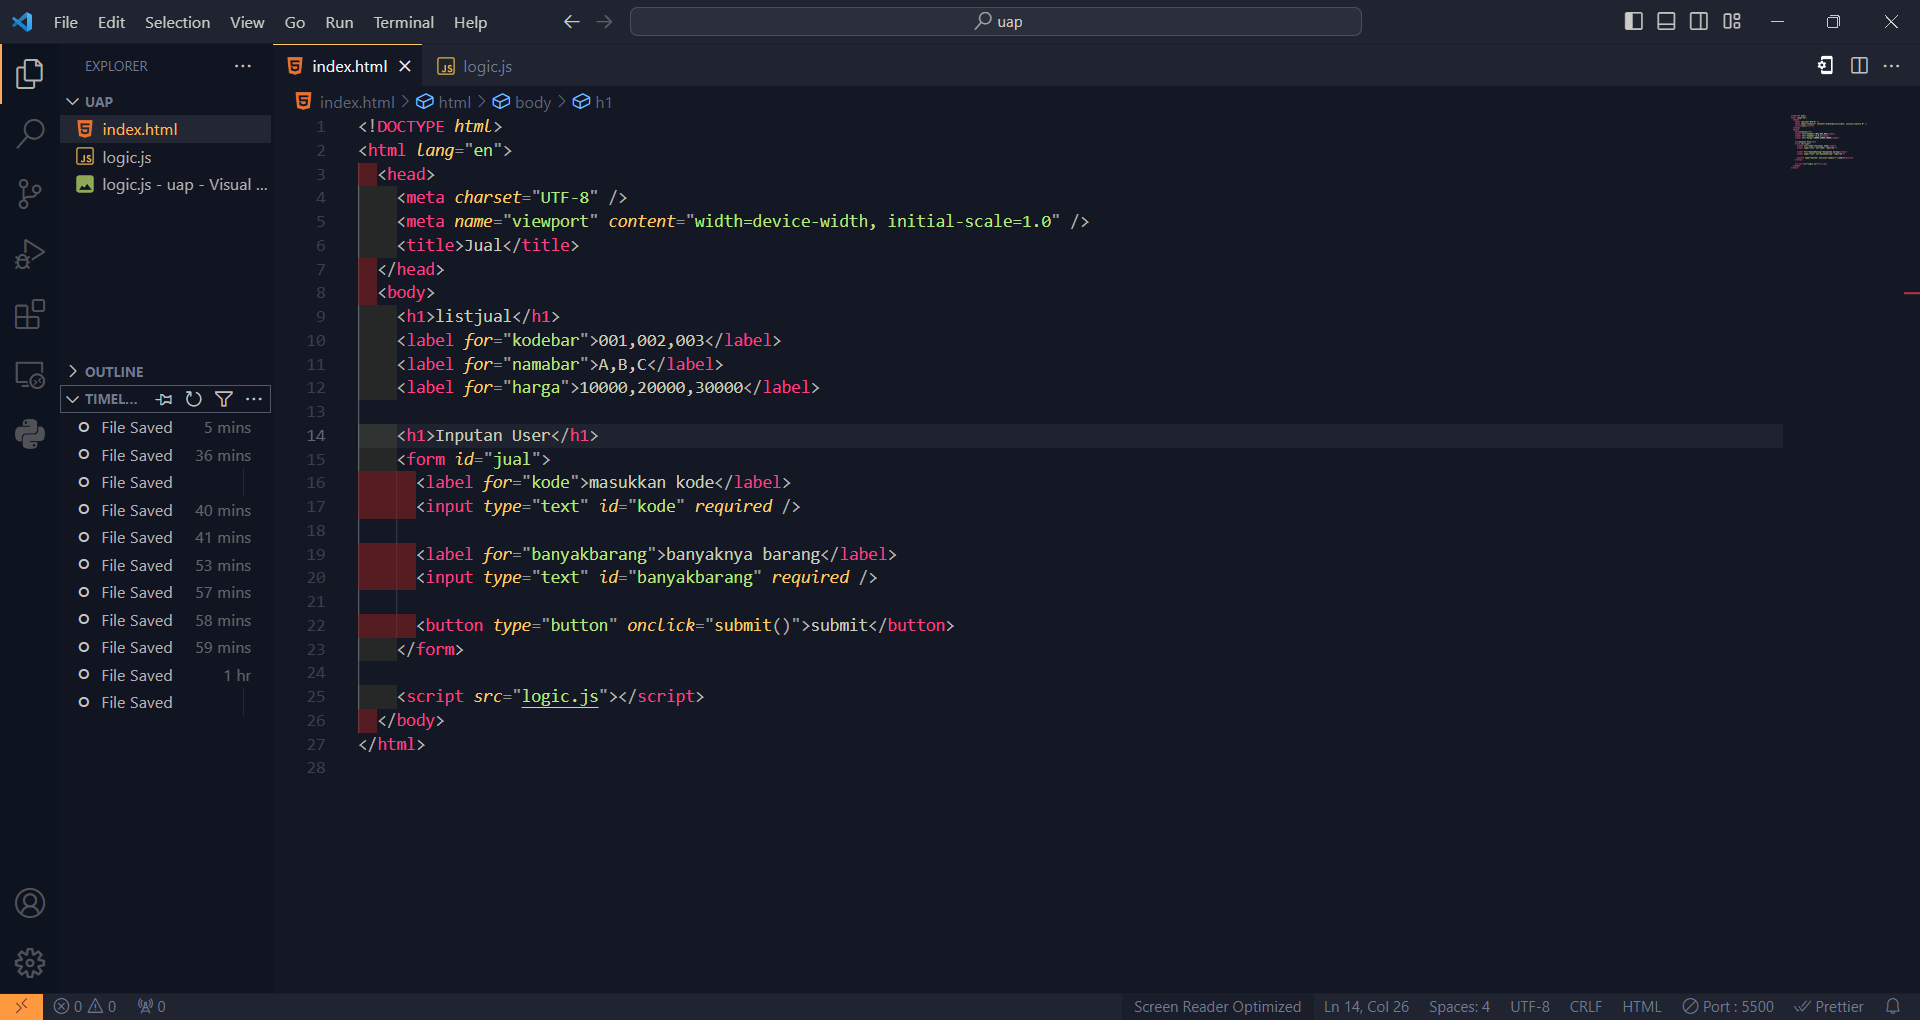 File Edit Selection View Go Run Terminal Help
uap
EXPLORER
UAP
index.html
logic.js
logic.js - uap - Visual ...
OUTLINE
TIMEL...
File Saved 5 mins
File Saved 36 mins
File Saved
File Saved 40 mins
File Saved 41 mins
File Saved 53 mins
File Saved 57 mins
File Saved 58 mins
File Saved 59 mins
File Saved 1 hr
File Saved
index.html logic.js
index.html > html > body > h1
1 <!DOCTYPE html>
2 <html lang="en">
3 <head>
4 <meta charset="UTF-8" />
5 <meta name="viewport" content="width=device-width, initial-scale=1.0" />
6 <title>Jual</title>
7 </head>
8 <body>
9 <h1>listjual</h1>
10 <label for="kodebar">001,002,003</label>
11 <label for="namabar">A,B,C</label>
12 <label for="harga">10000,20000,30000</label>
13
14 <h1>Inputan User</h1>
15 <form id="jual">
16 <label for="kode">masukkan kode</label>
17 <input type="text" id="kode" required />
18
19 <label for="banyakbarang">banyaknya barang</label>
20 <input type="text" id="banyakbarang" required />
21
22 <button type="button" onclick="submit()">submit</button>
23 </form>
24
25 <script src="logic.js"></script>
26 </body>
27 </html>
28
0 0 0 Screen Reader Optimized Ln 14, Col 26 Spaces: 4 UTF-8 CRLF HTML Port : 5500 Prettier